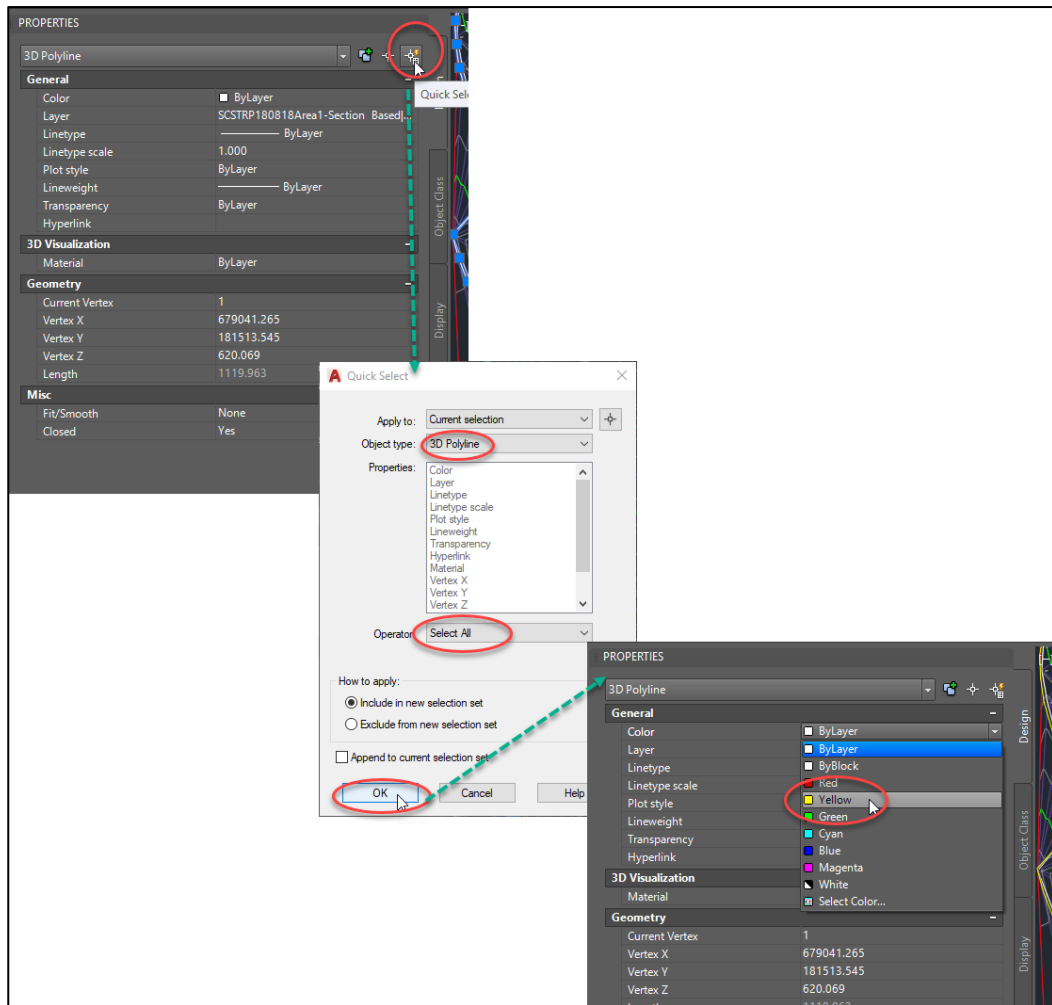 PROPERTIES
3D Polyline
General
Color ByLayer
Quick Sel
Layer SCSTRP180818Area1-Section Based|...
Linetype ByLayer
Linetype scale 1.000
Plot style ByLayer
Lineweight ByLayer
Transparency ByLayer
Hyperlink
Object Class
3D Visualization
Material ByLayer
Geometry
Current Vertex 1
Vertex X 679041.265
Vertex Y 181513.545
Vertex Z 620.069
Length 1119.963
Display
Misc
Fit/Smooth None
Closed Yes
A Quick Select
Apply to: Current selection
Object type: 3D Polyline
Properties:
Color
Layer
Linetype
Linetype scale
Plot style
Lineweight
Transparency
Hyperlink
Material
Vertex X
Vertex Y
Vertex Z
Operator Select All
How to apply:
Include in new selection set
Exclude from new selection set
Append to current selection set
OK Cancel Help
PROPERTIES
3D Polyline
General
Color ByLayer
Layer ByLayer
Linetype ByBlock
Linetype scale Red
Plot style Yellow
Lineweight Green
Transparency Cyan
Hyperlink Blue
Magenta
3D Visualization White
Material Select Color...
Geometry
Current Vertex 1
Vertex X 679041.265
Vertex Y 181513.545
Vertex Z 620.069
Design
Object Class
Display